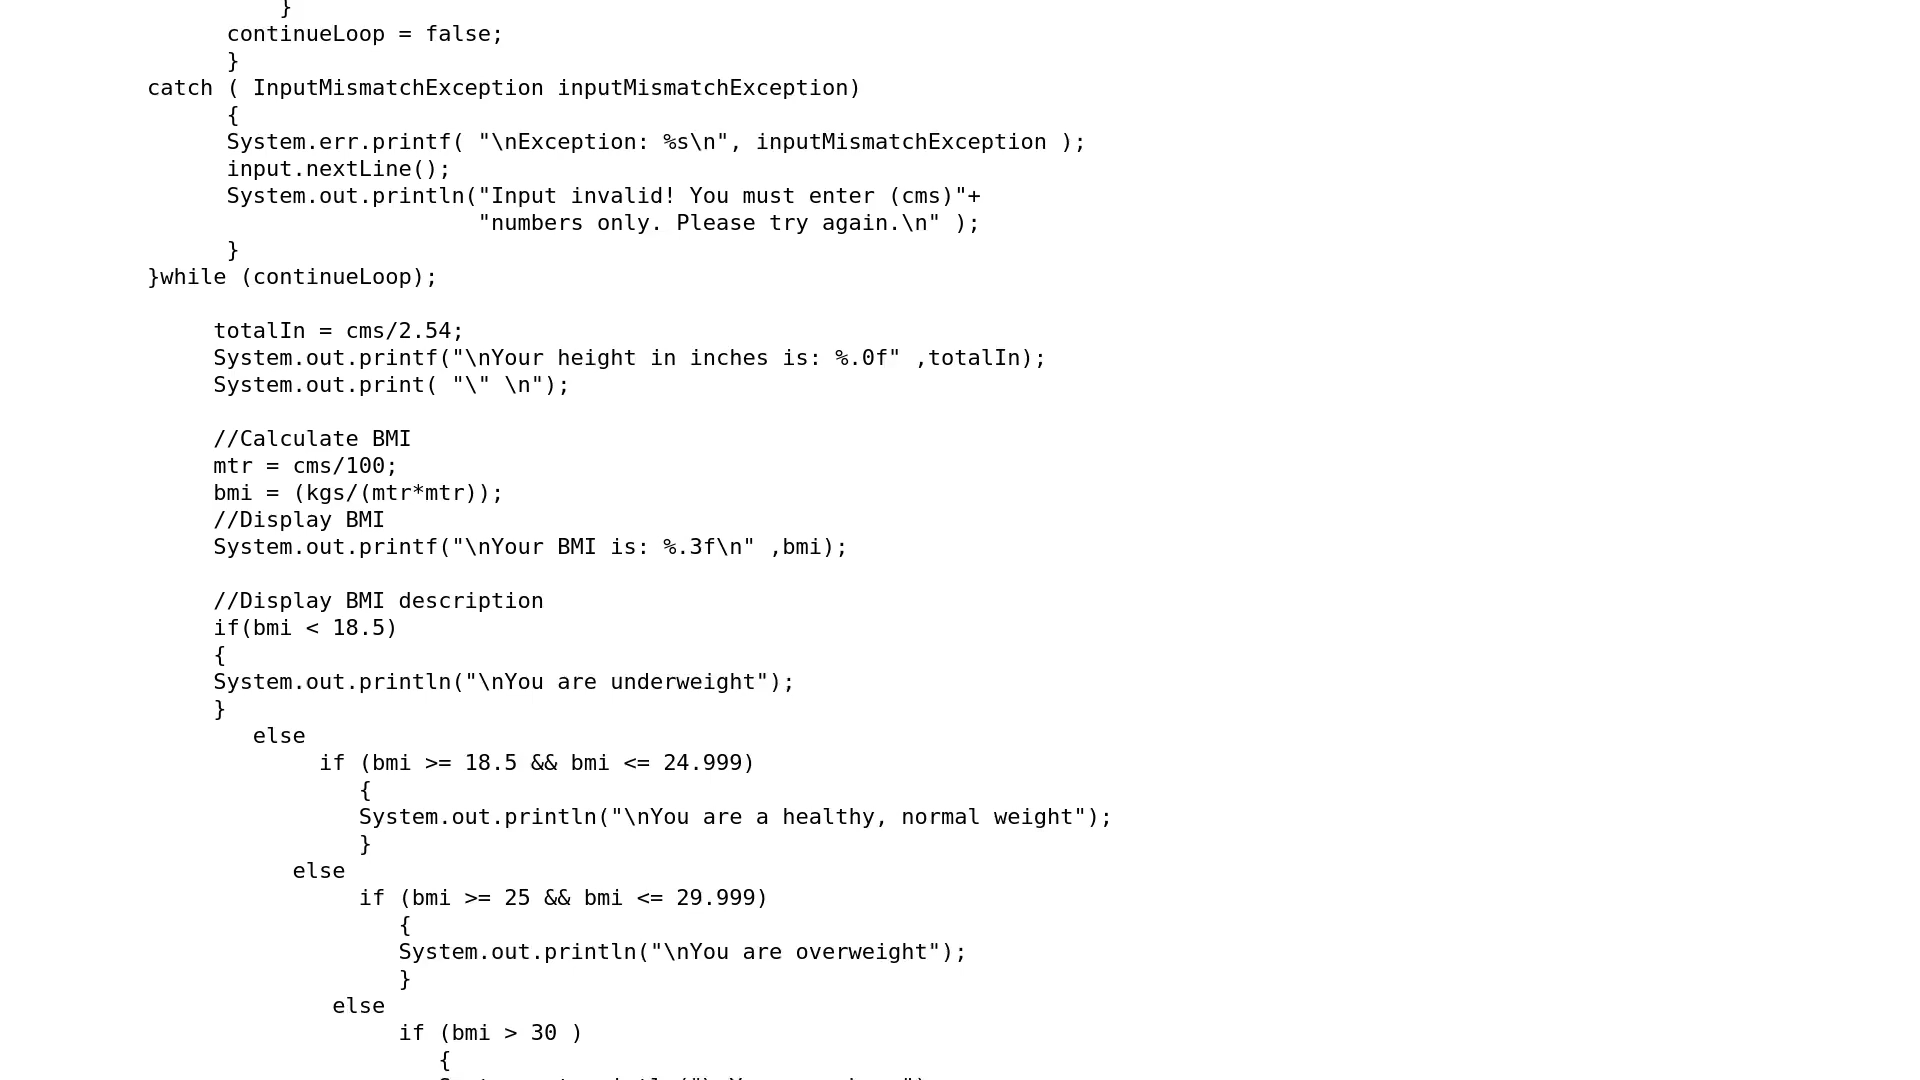 }
continueLoop = false;
}
catch ( InputMismatchException inputMismatchException)
{
System.err.printf( "\nException: %s\n", inputMismatchException );
input.nextLine();
System.out.println("Input invalid! You must enter (cms)"+
"numbers only. Please try again.\n" );
}
}while (continueLoop);
totalIn = cms/2.54;
System.out.printf("\nYour height in inches is: %.0f" ,totalIn);
System.out.print( "\" \n");
//Calculate BMI
mtr = cms/100;
bmi = (kgs/(mtr*mtr));
//Display BMI
System.out.printf("\nYour BMI is: %.3f\n" ,bmi);
//Display BMI description
if(bmi < 18.5)
{
System.out.println("\nYou are underweight");
}
else
if (bmi >= 18.5 && bmi <= 24.999)
{
System.out.println("\nYou are a healthy, normal weight");
}
else
if (bmi >= 25 && bmi <= 29.999)
{
System.out.println("\nYou are overweight");
}
else
if (bmi > 30 )
{